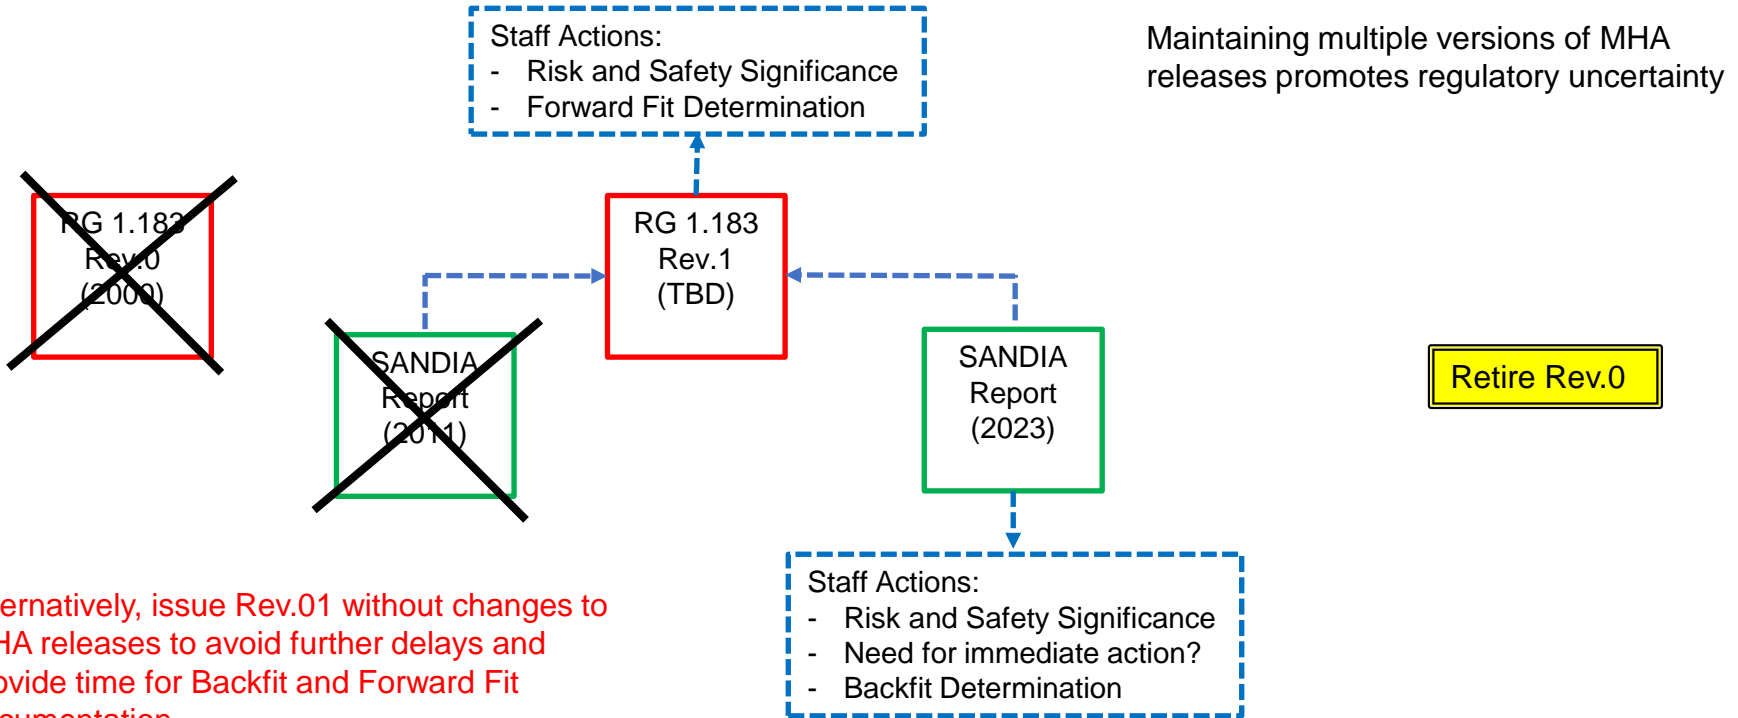 Staff Actions:
- Risk and Safety Significance
- Forward Fit Determination
Maintaining multiple versions of MHA
releases promotes regulatory uncertainty
RG 1.183
Rev.0
(2000)
RG 1.183
Rev.1
(TBD)
SANDIA
Report
(2011)
SANDIA
Report
(2023)
Retire Rev.0
ernatively, issue Rev.01 without changes to
HA releases to avoid further delays and
ovide time for Backfit and Forward Fit
Staff Actions:
- Risk and Safety Significance
- Need for immediate action?
- Backfit Determination